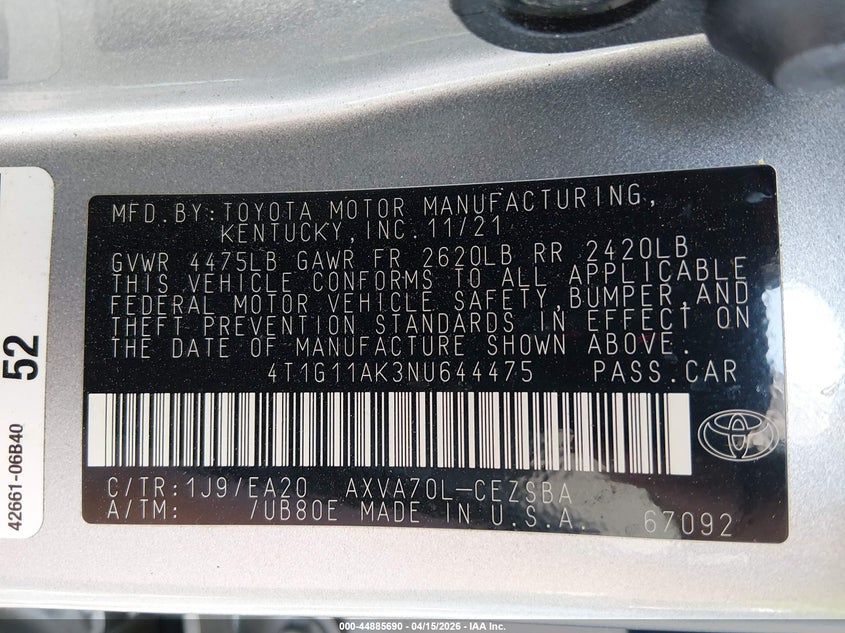 MFD.BY:TOYOTA MOTOR MANUFACTURING,
KENTUCKY,INC.11/21
GVWR 4475LB GAWR FR 2620LB RR 2420LB
THIS VEHICLE CONFORMS TO ALL APPLICABLE
FEDERAL MOTOR VEHICLE SAFETY,BUMPER,AND
THEFT PREVENTION STANDARDS IN EFFECT ON
THE DATE OF MANUFACTURE SHOWN ABOVE.
4T1G11AK3NU644475 PASS.CAR
C/TR:1J9/EA20 AXVA70L-CEZSBA
A/TM: /UB80E MADE IN U.S.A. 67092
42661-06B40
52
000-44885690 - 04/15/2026 - IAA Inc.